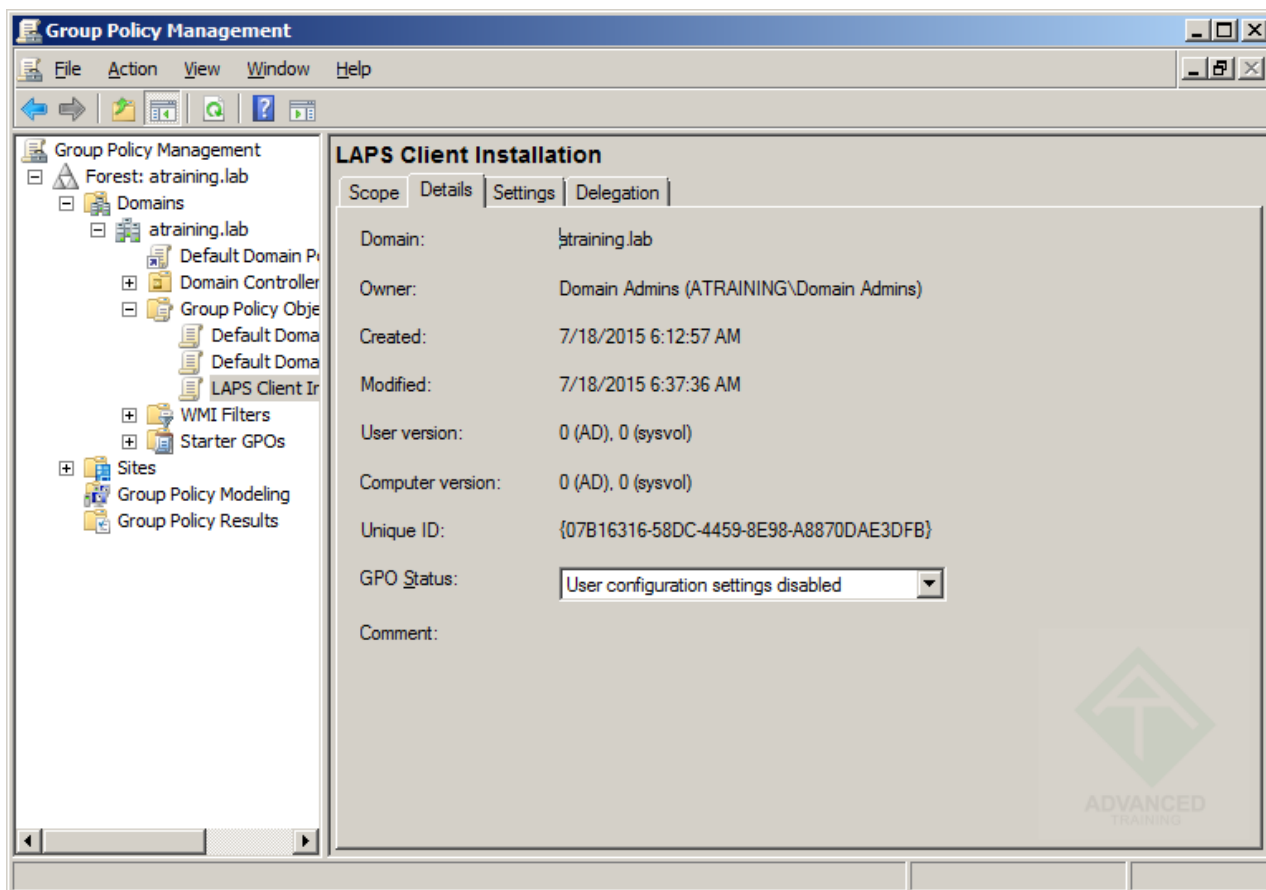 Group Policy Management
File Action View Window Help
Group Policy Management
Forest: atraining.lab
Domains
atraining.lab
Default Domain P
Domain Controller
Group Policy Obje
Default Doma
Default Doma
LAPS Client Ir
WMI Filters
Starter GPOs
Sites
Group Policy Modeling
Group Policy Results
LAPS Client Installation
Scope Details Settings Delegation
Domain: atraining.lab
Owner: Domain Admins (ATRAINING\Domain Admins)
Created: 7/18/2015 6:12:57 AM
Modified: 7/18/2015 6:37:36 AM
User version: 0 (AD), 0 (sysvol)
Computer version: 0 (AD), 0 (sysvol)
Unique ID: {07B16316-58DC-4459-8E98-A8870DAE3DFB}
GPO Status: User configuration settings disabled
Comment:
ADVANCED
TRAINING